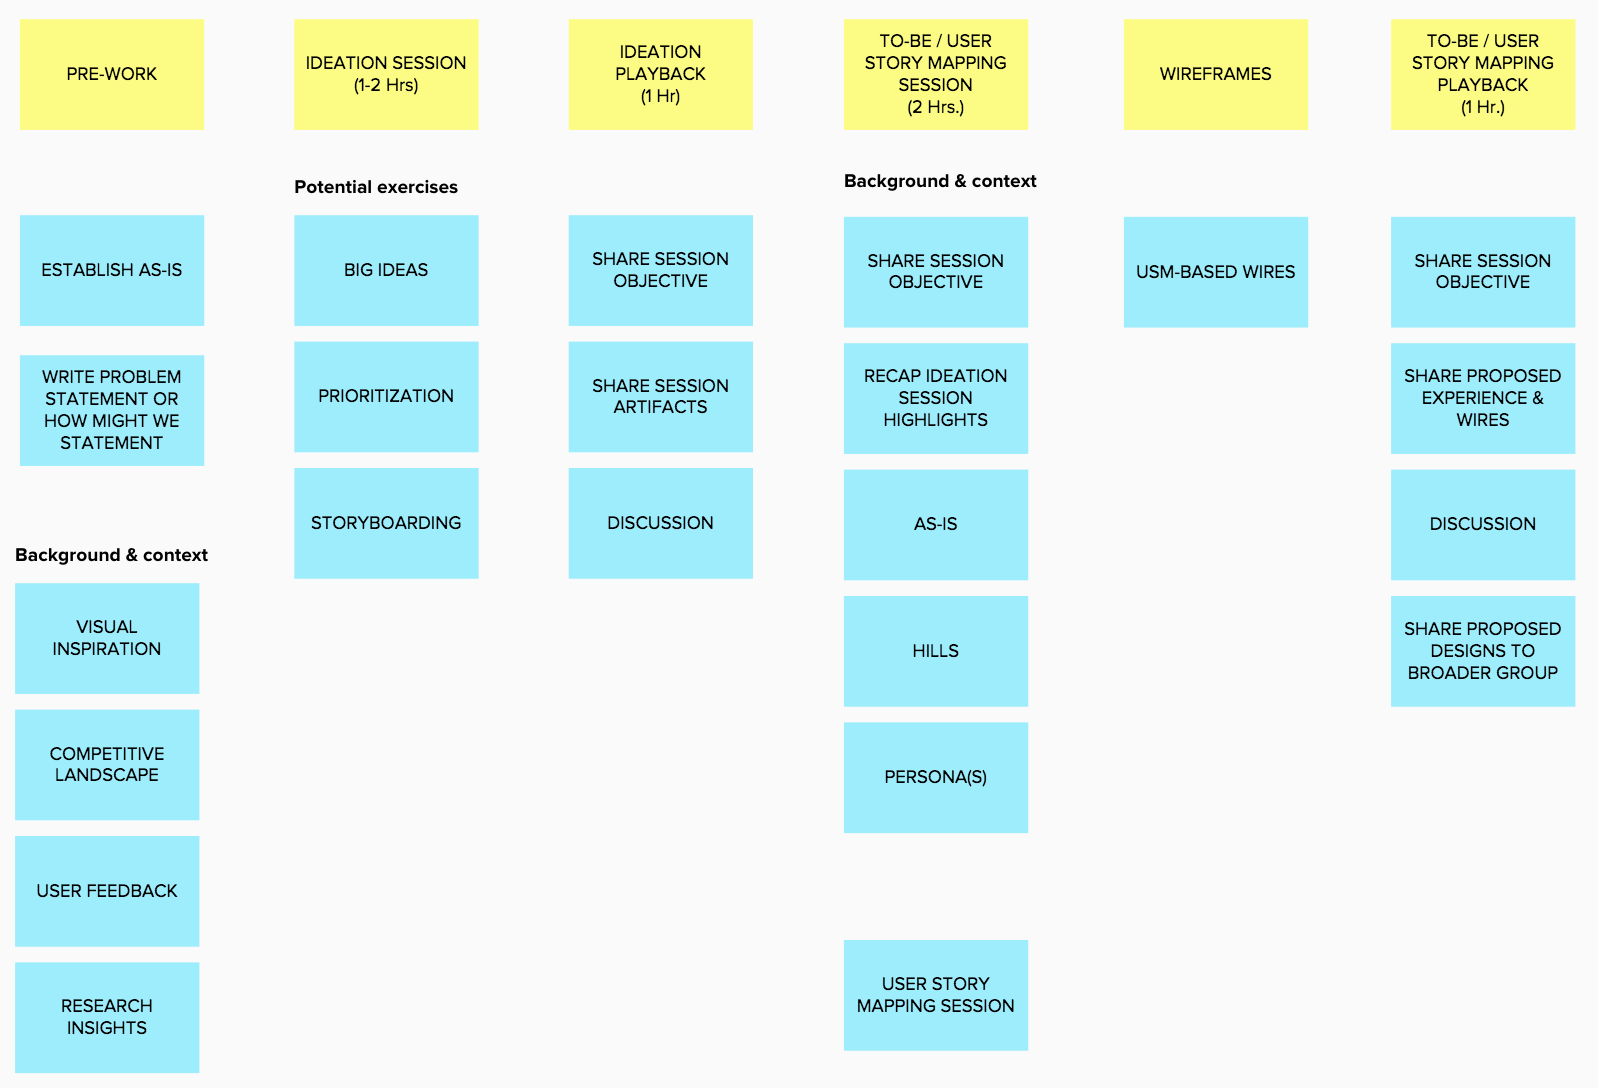 PRE-WORK
IDEATION SESSION
(1-2 Hrs)
IDEATION
PLAYBACK
(1 Hr)
TO-BE / USER
STORY MAPPING
SESSION
(2 Hrs.)
WIREFRAMES
TO-BE / USER
STORY MAPPING
PLAYBACK
(1 Hr.)
ESTABLISH AS-IS
WRITE PROBLEM
STATEMENT OR
HOW MIGHT WE
STATEMENT
Background & context
VISUAL
INSPIRATION
COMPETITIVE
LANDSCAPE
USER FEEDBACK
RESEARCH
INSIGHTS
Potential exercises
BIG IDEAS
PRIORITIZATION
STORYBOARDING
SHARE SESSION
OBJECTIVE
SHARE SESSION
ARTIFACTS
DISCUSSION
Background & context
SHARE SESSION
OBJECTIVE
RECAP IDEATION
SESSION
HIGHLIGHTS
AS-IS
HILLS
PERSONA(S)
USER STORY
MAPPING SESSION
USM-BASED WIRES
SHARE SESSION
OBJECTIVE
SHARE PROPOSED
EXPERIENCE &
WIRES
DISCUSSION
SHARE PROPOSED
DESIGNS TO
BROADER GROUP